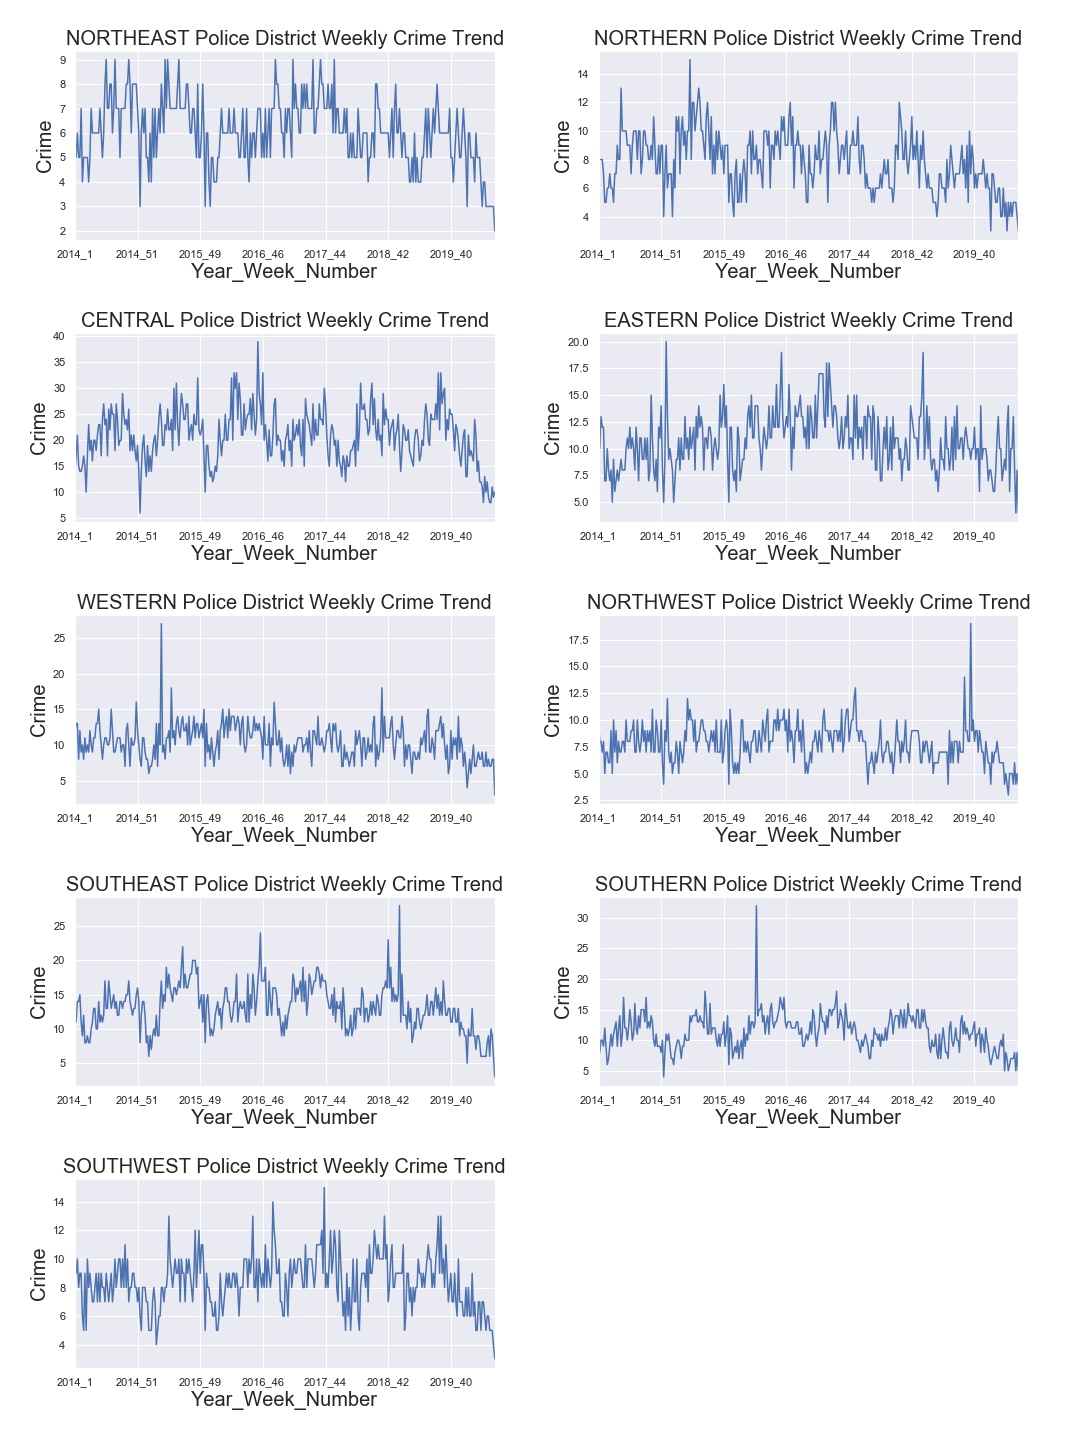 NORTHEAST Police District Weekly Crime Trend
Crime
9
8
7
6
5
4
3
2
2014_1 2014_51 2015_49 2016_46 2017_44 2018_42 2019_40
Year_Week_Number
NORTHERN Police District Weekly Crime Trend
Crime
14
12
10
8
6
4
2014_1 2014_51 2015_49 2016_46 2017_44 2018_42 2019_40
Year_Week_Number
CENTRAL Police District Weekly Crime Trend
Crime
40
35
30
25
20
15
10
5
2014_1 2014_51 2015_49 2016_46 2017_44 2018_42 2019_40
Year_Week_Number
EASTERN Police District Weekly Crime Trend
Crime
20.0
17.5
15.0
12.5
10.0
7.5
5.0
2014_1 2014_51 2015_49 2016_46 2017_44 2018_42 2019_40
Year_Week_Number
WESTERN Police District Weekly Crime Trend
Crime
25
20
15
10
5
2014_1 2014_51 2015_49 2016_46 2017_44 2018_42 2019_40
Year_Week_Number
NORTHWEST Police District Weekly Crime Trend
Crime
17.5
15.0
12.5
10.0
7.5
5.0
2.5
2014_1 2014_51 2015_49 2016_46 2017_44 2018_42 2019_40
Year_Week_Number
SOUTHEAST Police District Weekly Crime Trend
Crime
25
20
15
10
5
2014_1 2014_51 2015_49 2016_46 2017_44 2018_42 2019_40
Year_Week_Number
SOUTHERN Police District Weekly Crime Trend
Crime
30
25
20
15
10
5
2014_1 2014_51 2015_49 2016_46 2017_44 2018_42 2019_40
Year_Week_Number
SOUTHWEST Police District Weekly Crime Trend
Crime
14
12
10
8
6
4
2014_1 2014_51 2015_49 2016_46 2017_44 2018_42 2019_40
Year_Week_Number